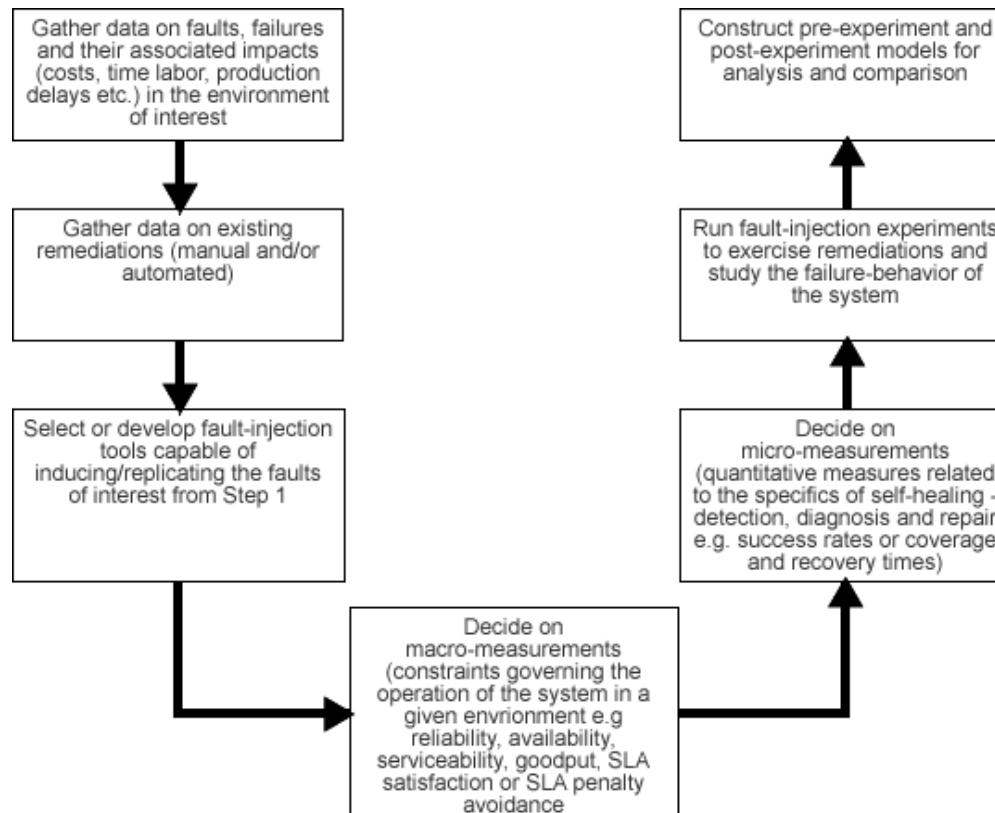 Gather data on faults, failures
and their associated impacts
(costs, time labor, production
delays etc.) in the environment
of interest
Gather data on existing
remediations (manual and/or
automated)
Select or develop fault-injection
tools capable of
inducing/replicating the faults
of interest from Step 1
Decide on
macro-measurements
(constraints governing the
operation of the system in a
given envrionment e.g
reliability, availability,
serviceability, goodput, SLA
satisfaction or SLA penalty
avoidance
Decide on
micro-measurements
(quantitative measures related
to the specifics of self-healing -
detection, diagnosis and repair
e.g. success rates or coverage
and recovery times)
Run fault-injection experiments
to exercise remediations and
study the failure-behavior of
the system
Construct pre-experiment and
post-experiment models for
analysis and comparison